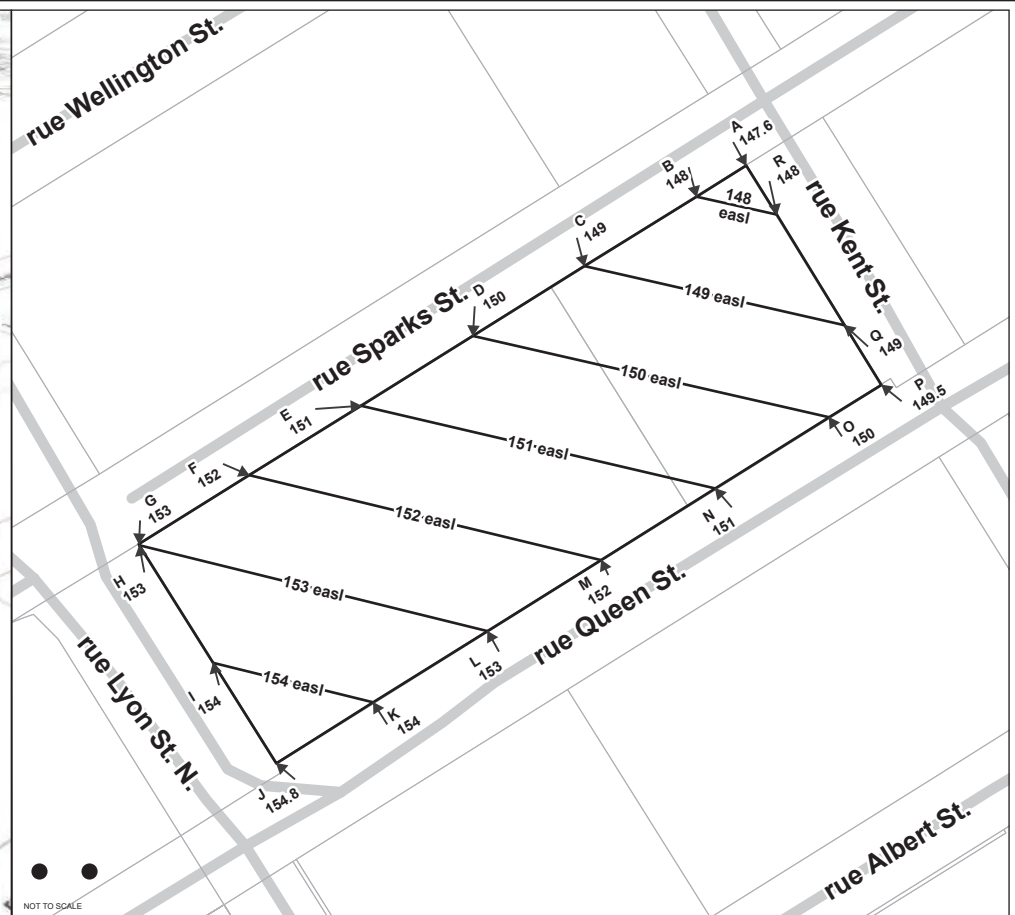 rue Wellington St.
A
147.6
B
148
R
148
148
easl
rue Kent St.
C
149
149 easl
D
150
rue Sparks St.
Q
149
150 easl
P
149.5
E
151
O
150
151 easl
F
152
N
151
152 easl
G
153
H
153
M
152
153 easl
rue Queen St.
L
153
154 easl
I
154
K
154
rue Lyon St. N.
J
154.8
rue Albert St.
NOT TO SCALE